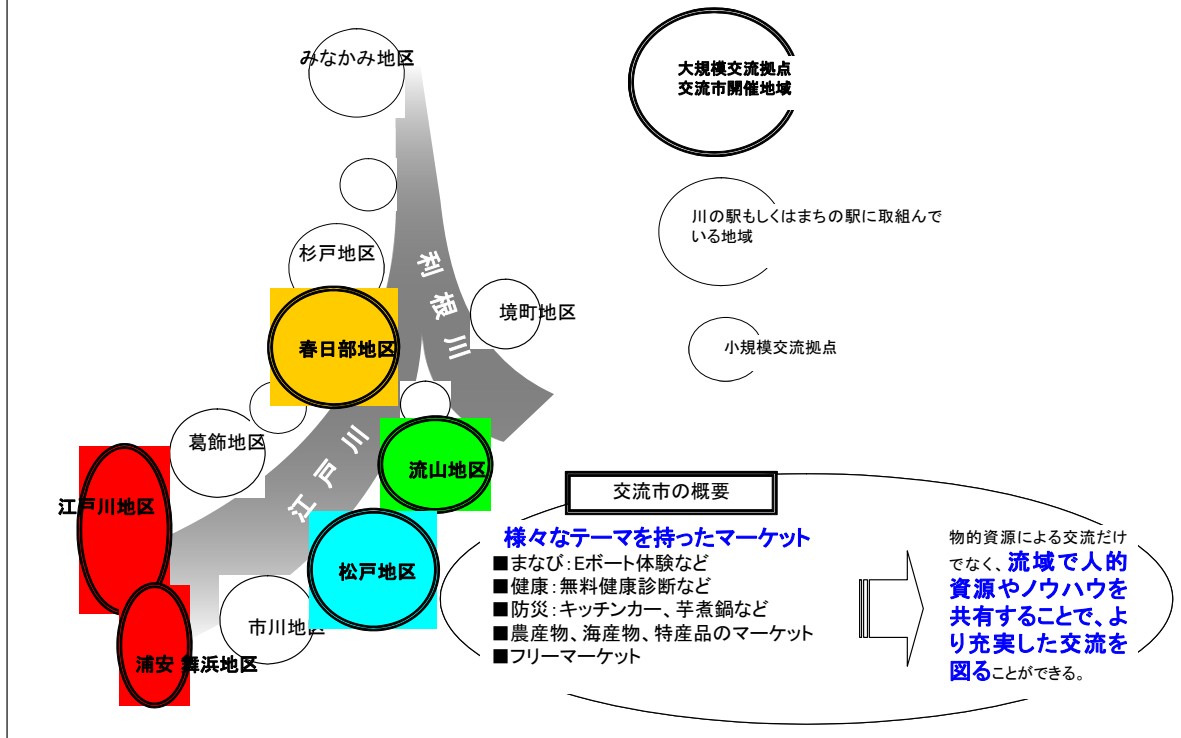 みなかみ地区
大規模交流拠点
交流市開催地域
川の駅もしくはまちの駅に取組んで
いる地域
小規模交流拠点
杉戸地区
利根川
境町地区
春日部地区
江戸川
葛飾地区
流山地区
江戸川地区
松戸地区
市川地区
浦安 舞浜地区
交流市の概要
様々なテーマを持ったマーケット
■まなび:Eボート体験など
■健康:無料健康診断など
■防災:キッチンカー、芋煮鍋など
■農産物、海産物、特産品のマーケット
■フリーマーケット
物的資源による交流だけ
でなく、流域で人的
資源やノウハウを
共有することで、よ
り充実した交流を
図ることができる。